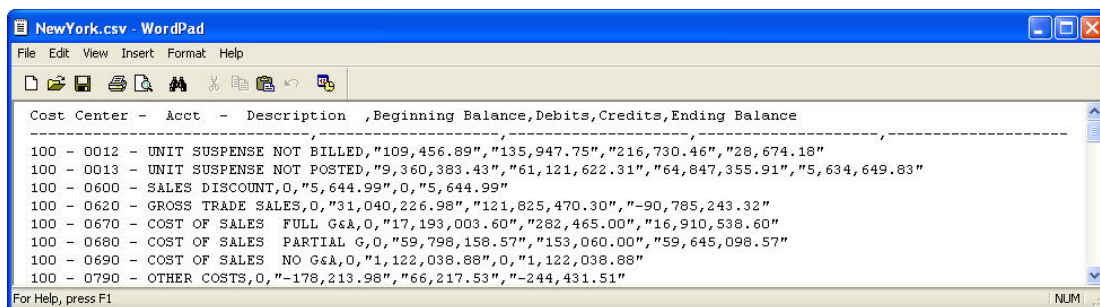 NewYork.csv - WordPad
File Edit View Insert Format Help
Cost Center - Acct - Description ,Beginning Balance,Debits,Credits,Ending Balance
------------------------------,--------------------,--------------------,--------------------,--------------------
100 - 0012 - UNIT SUSPENSE NOT BILLED,"109,456.89","135,947.75","216,730.46","28,674.18"
100 - 0013 - UNIT SUSPENSE NOT POSTED,"9,360,383.43","61,121,622.31","64,847,355.91","5,634,649.83"
100 - 0600 - SALES DISCOUNT,0,"5,644.99",0,"5,644.99"
100 - 0620 - GROSS TRADE SALES,0,"31,040,226.98","121,825,470.30","-90,785,243.32"
100 - 0670 - COST OF SALES  FULL G&A,0,"17,193,003.60","282,465.00","16,910,538.60"
100 - 0680 - COST OF SALES  PARTIAL G,0,"59,798,158.57","153,060.00","59,645,098.57"
100 - 0690 - COST OF SALES  NO G&A,0,"1,122,038.88",0,"1,122,038.88"
100 - 0790 - OTHER COSTS,0,"-178,213.98","66,217.53","-244,431.51"
For Help, press F1 NUM